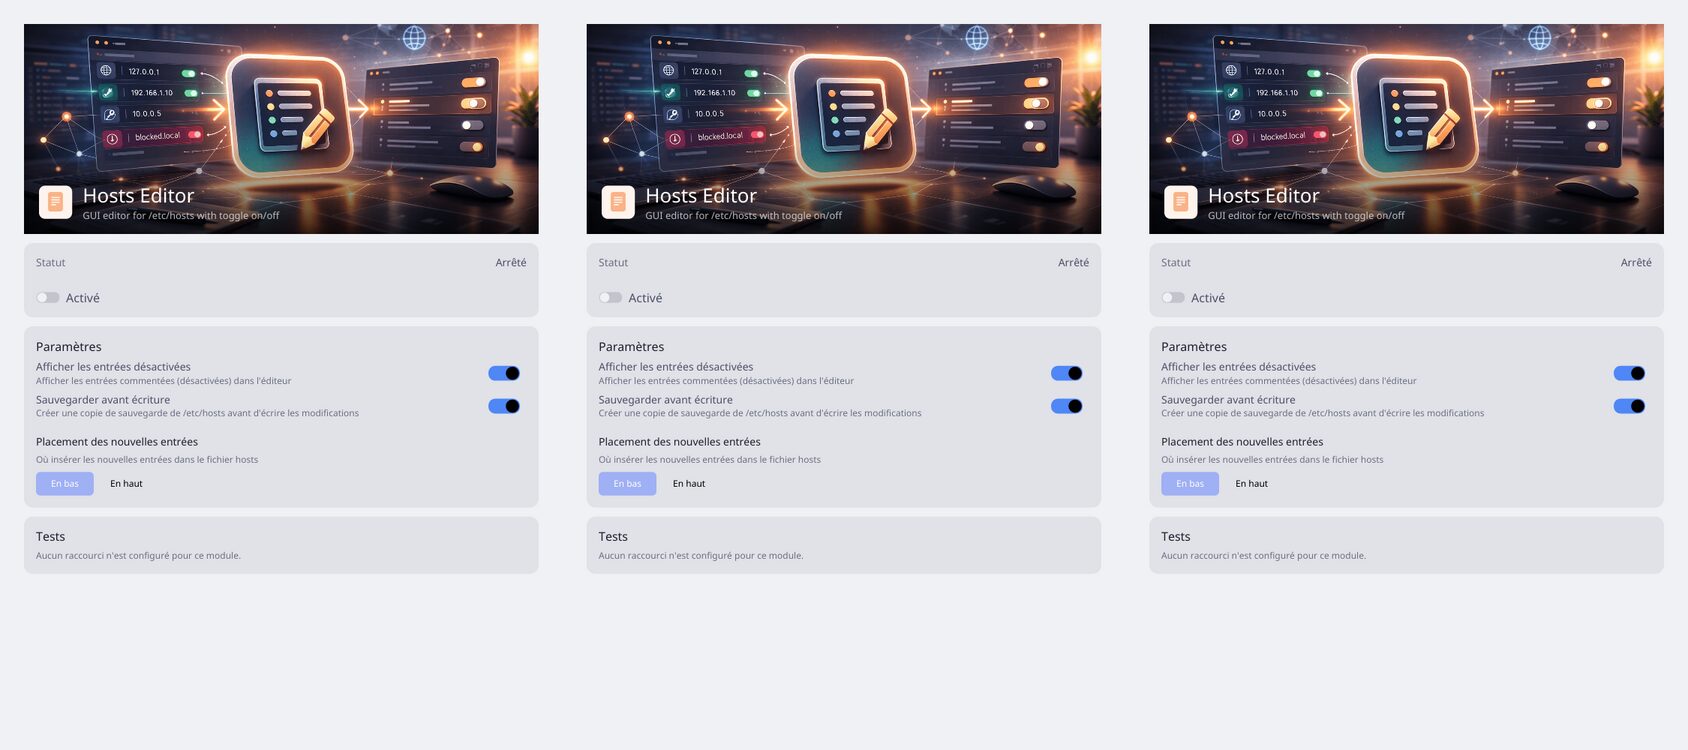 127.0.0.1
192.166.1.10
10.0.0.5
blocked.local
Hosts Editor
GUI editor for /etc/hosts with toggle on/off
Statut
Arrêté
Activé
Paramètres
Afficher les entrées désactivées
Afficher les entrées commentées (désactivées) dans l'éditeur
Sauvegarder avant écriture
Créer une copie de sauvegarde de /etc/hosts avant d'écrire les modifications
Placement des nouvelles entrées
Où insérer les nouvelles entrées dans le fichier hosts
En bas
En haut
Tests
Aucun raccourci n'est configuré pour ce module.
127.0.0.1
192.166.1.10
10.0.0.5
blocked.local
Hosts Editor
GUI editor for /etc/hosts with toggle on/off
Statut
Arrêté
Activé
Paramètres
Afficher les entrées désactivées
Afficher les entrées commentées (désactivées) dans l'éditeur
Sauvegarder avant écriture
Créer une copie de sauvegarde de /etc/hosts avant d'écrire les modifications
Placement des nouvelles entrées
Où insérer les nouvelles entrées dans le fichier hosts
En bas
En haut
Tests
Aucun raccourci n'est configuré pour ce module.
127.0.0.1
192.166.1.10
10.0.0.5
blocked.local
Hosts Editor
GUI editor for /etc/hosts with toggle on/off
Statut
Arrêté
Activé
Paramètres
Afficher les entrées désactivées
Afficher les entrées commentées (désactivées) dans l'éditeur
Sauvegarder avant écriture
Créer une copie de sauvegarde de /etc/hosts avant d'écrire les modifications
Placement des nouvelles entrées
Où insérer les nouvelles entrées dans le fichier hosts
En bas
En haut
Tests
Aucun raccourci n'est configuré pour ce module.